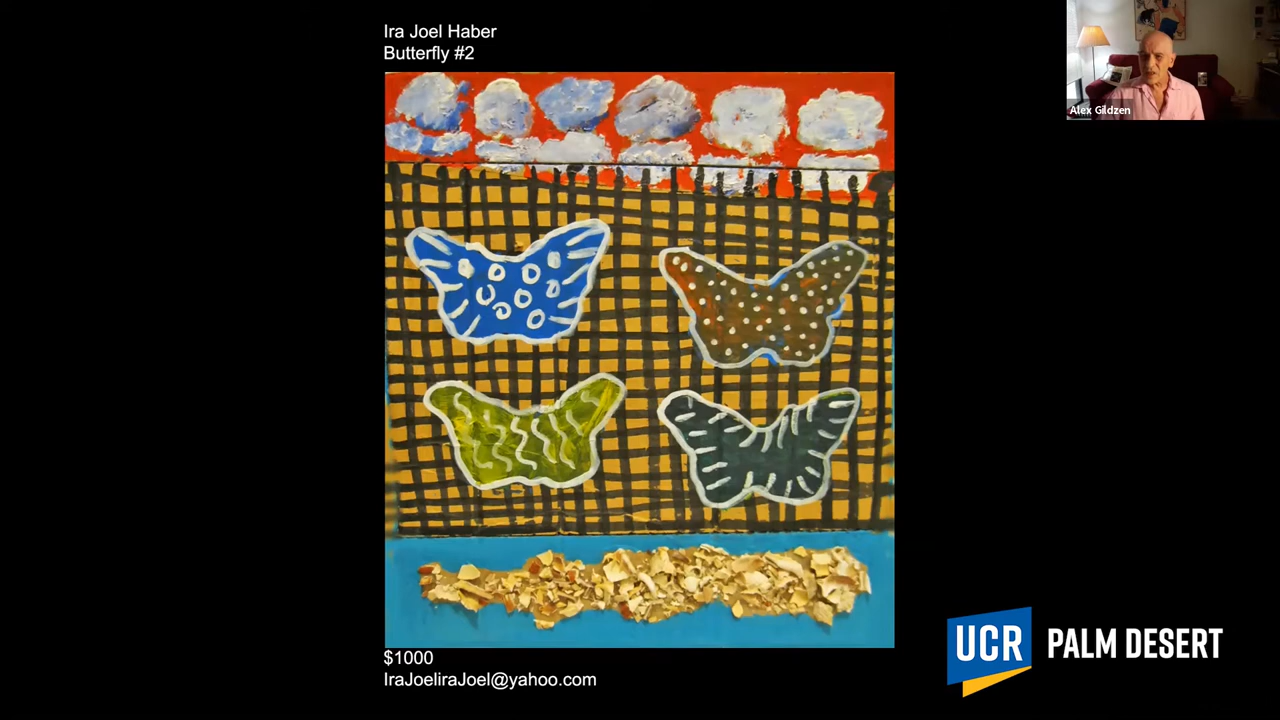 Ira Joel Haber
Butterfly #2
Alex Gildzen
$1000
IraJoeliraJoel@yahoo.com
UCR PALM DESERT